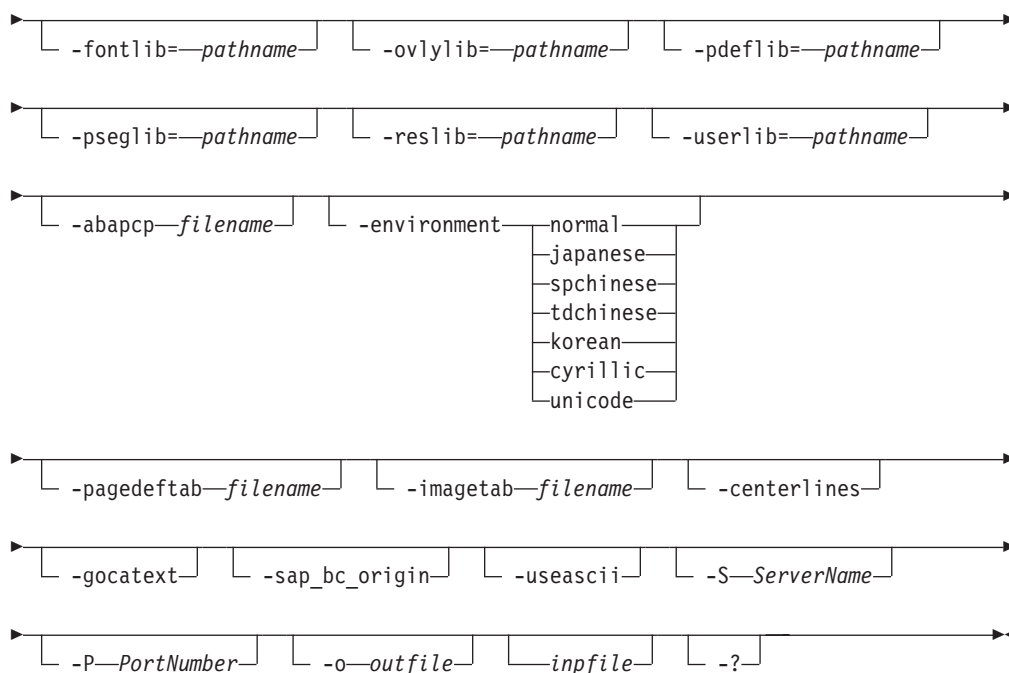 -fontlib= pathname -ovlylib= pathname -pdeflib= pathname
-pseglib= pathname -reslib= pathname -userlib= pathname
-abapcp filename -environment normal
japanese
spchinese
tdchinese
korean
cyrillic
unicode
-pagedeftab filename -imagetab filename -centerlines
-gocatext -sap_bc_origin -useascii -S ServerName
-P PortNumber -o outfile inpfile -?